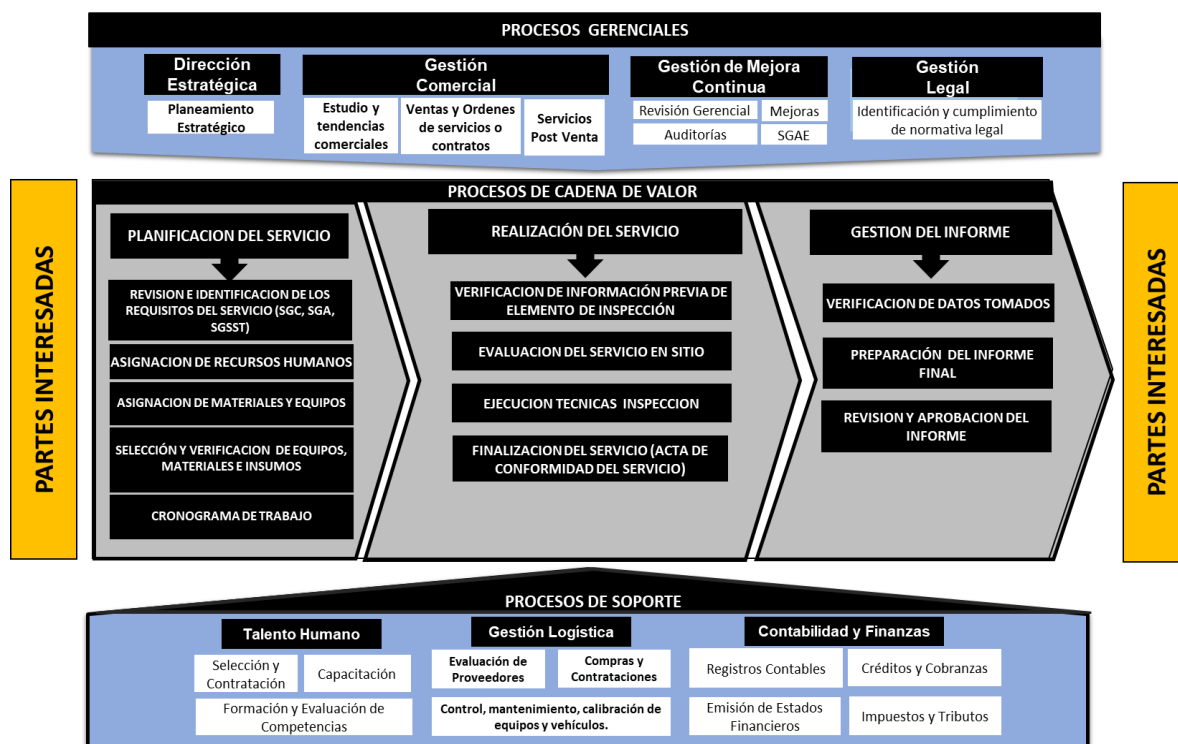 PROCESOS GERENCIALES
Dirección
Estratégica
Planeamiento
Estratégico
Gestión
Comercial
Estudio y
tendencias
comerciales
Ventas y Ordenes
de servicios o
contratos
Servicios
Post Venta
Gestión de Mejora
Continua
Revisión Gerencial
Mejoras
Auditorías
SGAE
Gestión
Legal
Identificación y cumplimiento
de normativa legal
PARTES INTERESADAS
PROCESOS DE CADENA DE VALOR
PLANIFICACION DEL SERVICIO
REVISION E IDENTIFICACION DE LOS
REQUISITOS DEL SERVICIO (SGC, SGA,
SGSST)
ASIGNACION DE RECURSOS HUMANOS
ASIGNACION DE MATERIALES Y EQUIPOS
SELECCIÓN Y VERIFICACION DE EQUIPOS,
MATERIALES E INSUMOS
CRONOGRAMA DE TRABAJO
REALIZACIÓN DEL SERVICIO
VERIFICACION DE INFORMACIÓN PREVIA DE
ELEMENTO DE INSPECCIÓN
EVALUACION DEL SERVICIO EN SITIO
EJECUCION TECNICAS INSPECCION
FINALIZACION DEL SERVICIO (ACTA DE
CONFORMIDAD DEL SERVICIO)
GESTION DEL INFORME
VERIFICACION DE DATOS TOMADOS
PREPARACIÓN DEL INFORME
FINAL
REVISION Y APROBACION DEL
INFORME
PARTES INTERESADAS
PROCESOS DE SOPORTE
Talento Humano
Selección y
Contratación
Capacitación
Formación y Evaluación de
Competencias
Gestión Logística
Evaluación de
Proveedores
Compras y
Contrataciones
Control, mantenimiento, calibración de
equipos y vehículos.
Contabilidad y Finanzas
Registros Contables
Créditos y Cobranzas
Emisión de Estados
Financieros
Impuestos y Tributos